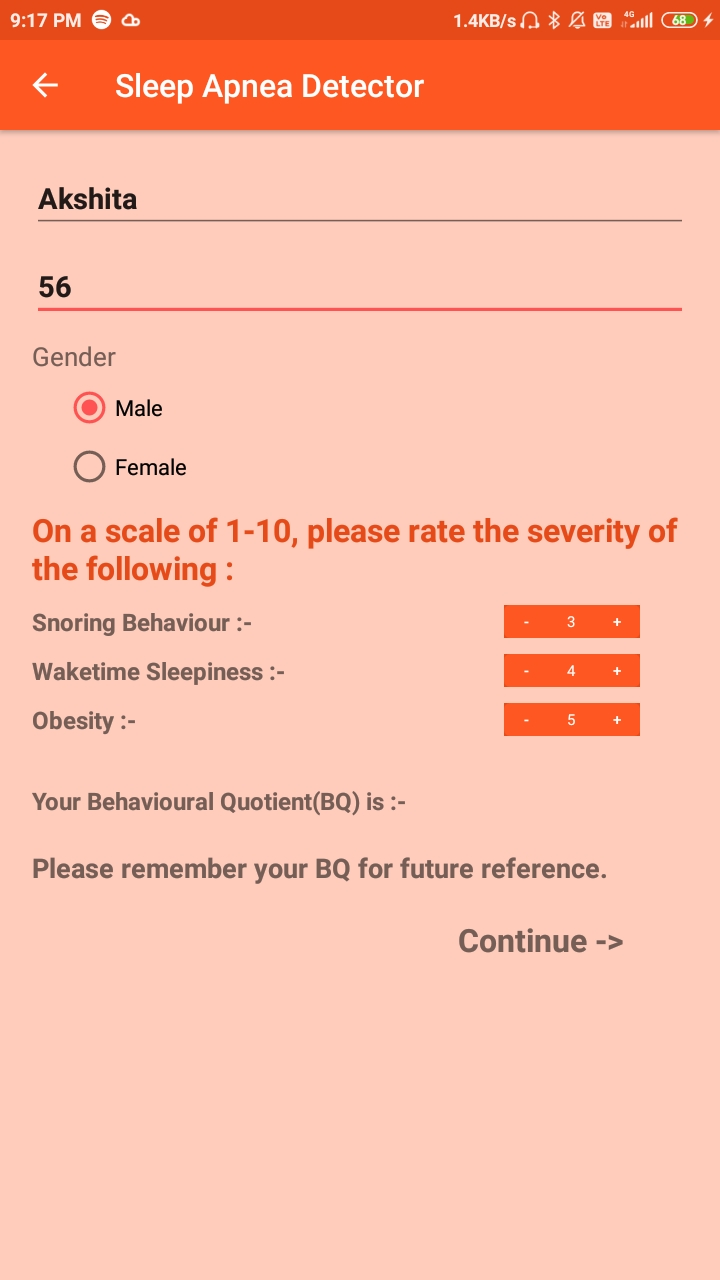 9:17 PM 1.4KB/s Vo LTE 4G 68
Sleep Apnea Detector
Akshita
56
Gender
Male
Female
On a scale of 1-10, please rate the severity of
the following :
Snoring Behaviour :- - 3 +
Waketime Sleepiness :- - 4 +
Obesity :- - 5 +
Your Behavioural Quotient(BQ) is :-
Please remember your BQ for future reference.
Continue ->